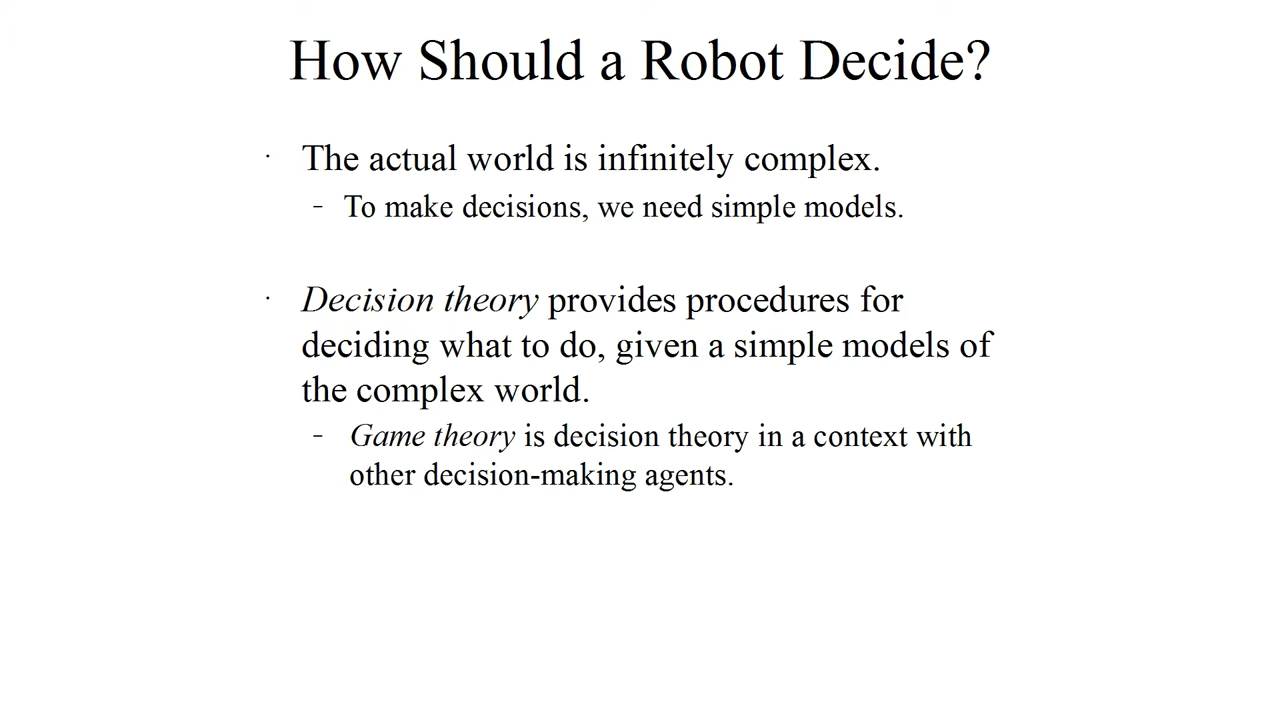 How Should a Robot Decide?
· The actual world is infinitely complex.
– To make decisions, we need simple models.
· Decision theory provides procedures for
deciding what to do, given a simple models of
the complex world.
– Game theory is decision theory in a context with
other decision-making agents.